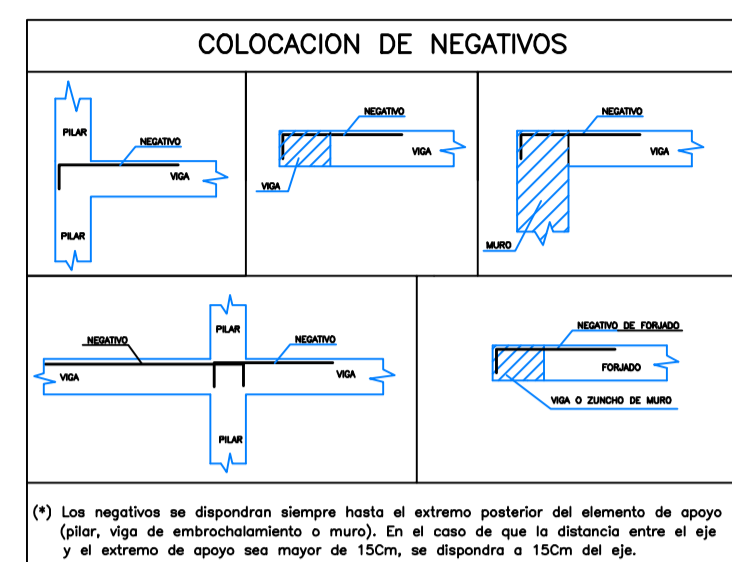 COLOCACION DE NEGATIVOS
PILAR
NEGATIVO
VIGA
PILAR
NEGATIVO
VIGA
VIGA
NEGATIVO
VIGA
MURO
NEGATIVO
PILAR
NEGATIVO
VIGA
VIGA
PILAR
NEGATIVO DE FORJADO
FORJADO
VIGA O ZUNCHO DE MURO
(*) Los negativos se dispondran siempre hasta el extremo posterior del elemento de apoyo
(pilar, viga de embrochalamiento o muro). En el caso de que la distancia entre el eje
y el extremo de apoyo sea mayor de 15Cm, se dispondra a 15Cm del eje.